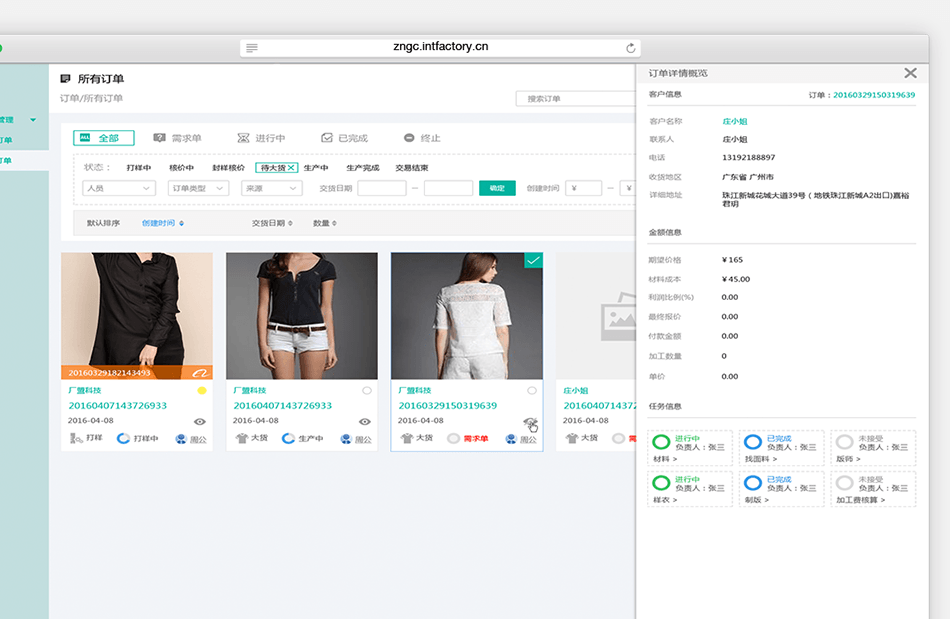 zngc.intfactory.cn
管理
订单
订单
所有订单
订单/所有订单
搜索订单
ALL 全部 需求单 进行中 已完成 终止
状态： 打样中 核价中 封样核价 待大货 生产中 生产完成 交易结束
人员 订单类型 来源 交货日期 — 确定 创建时间 ¥ — ¥
默认排序 创建时间 交货日期 数量
20160329182143493
厂盟科技
20160407143726933
2016-04-08
打样 打样中 周公
厂盟科技
20160407143726933
2016-04-08
大货 生产中 周公
厂盟科技
20160329150319639
2016-04-08
大货 需求单 周公
庄小姐
2016040714372
2016-04-08
大货 需
订单详情概览
客户信息 订单：20160329150319639
客户名称 庄小姐
联系人 庄小姐
电话 13192188897
收货地区 广东省 广州市
详细地址 珠江新城花城大道39号（地铁珠江新城A2出口)嘉裕
君玥
金额信息
期望价格 ¥ 165
材料成本 ¥ 45.00
利润比例(%) 0.00
最终报价 0.00
付款金额 0.00
加工数量 0
单价 0.00
任务信息
进行中 负责人：张三 材料 >
已完成 负责人：张三 找面料 >
未接受 负责人：张三 版师 >
进行中 负责人：张三 样衣 >
已完成 负责人：张三 制版 >
未接受 负责人：张三 加工费核算 >